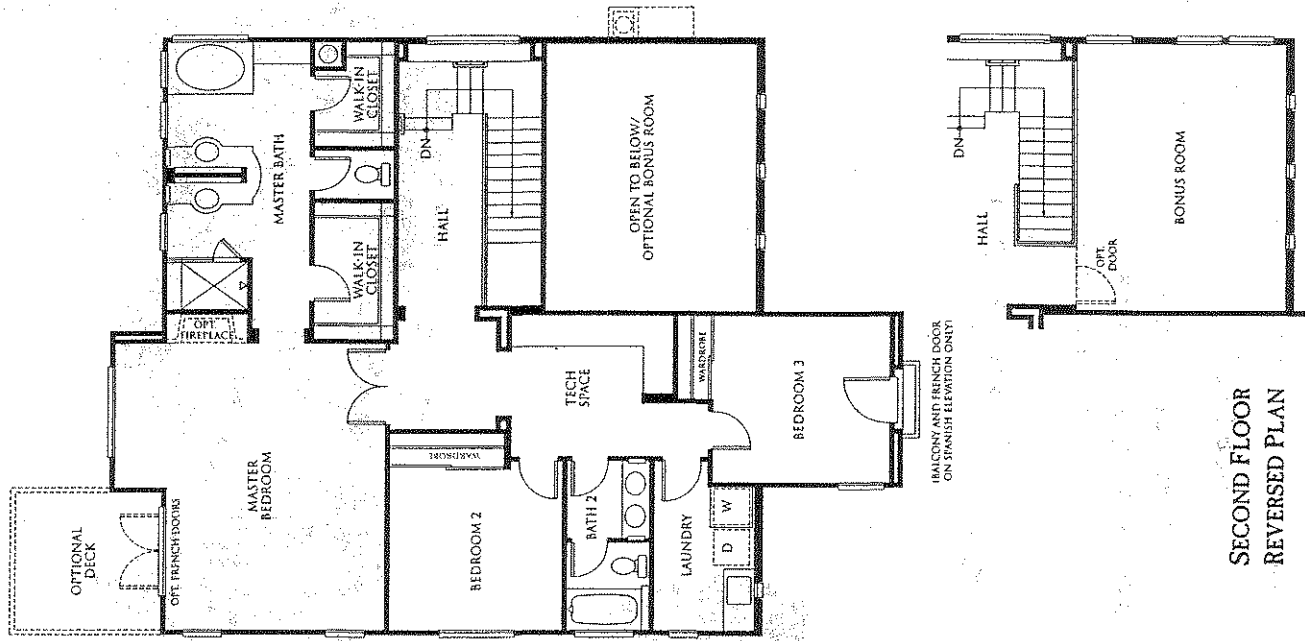 OPTIONAL
DECK
OPT. FRENCH DOORS
MASTER
BEDROOM
OPT.
FIREPLACE
MASTER BATH
WALK-IN
CLOSET
WALK-IN
CLOSET
HALL
DN
OPEN TO BELOW/
OPTIONAL BONUS ROOM
TECH
SPACE
WARDROBE
BEDROOM 2
BATH 2
LAUNDRY
D
W
WARDROBE
BEDROOM 3
(BALCONY AND FRENCH DOOR
ON SPANISH ELEVATION ONLY)
DN
HALL
OPT.
DOOR
BONUS ROOM
SECOND FLOOR
REVERSED PLAN